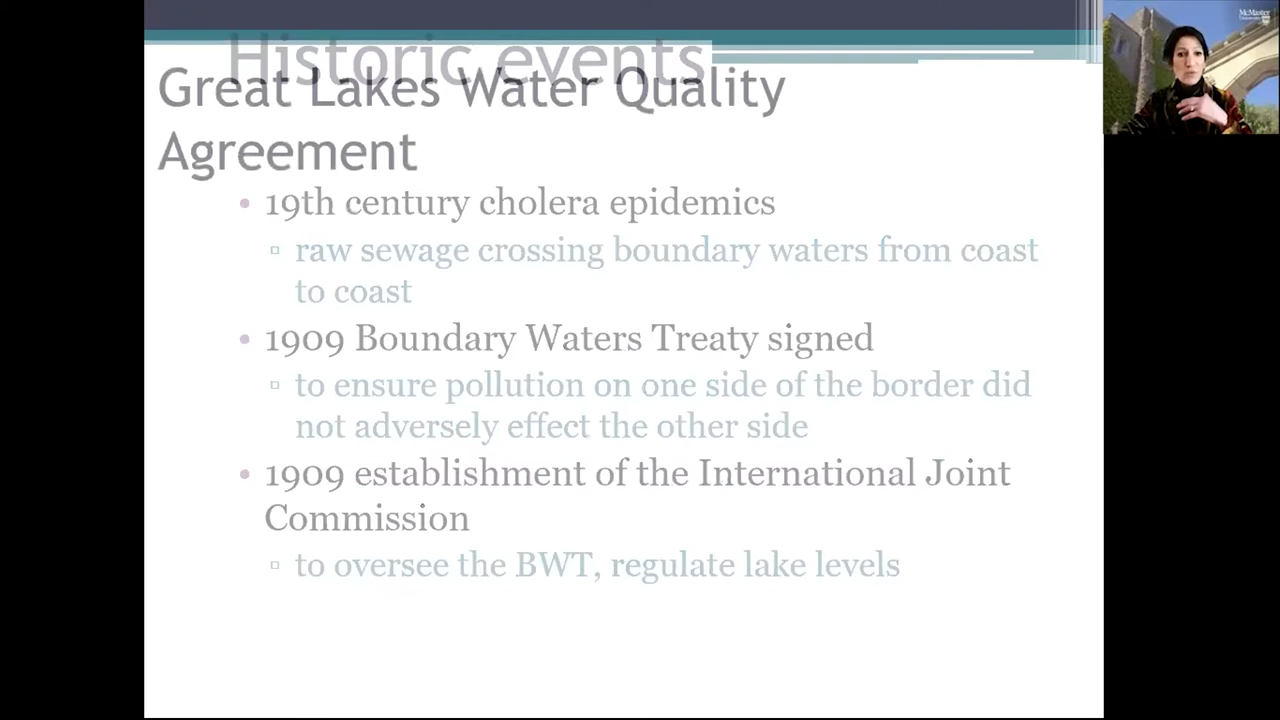 McMaster
University
Historic events
Great Lakes Water Quality
Agreement
• 19th century cholera epidemics
▫ raw sewage crossing boundary waters from coast
to coast
• 1909 Boundary Waters Treaty signed
▫ to ensure pollution on one side of the border did
not adversely effect the other side
• 1909 establishment of the International Joint
Commission
▫ to oversee the BWT, regulate lake levels